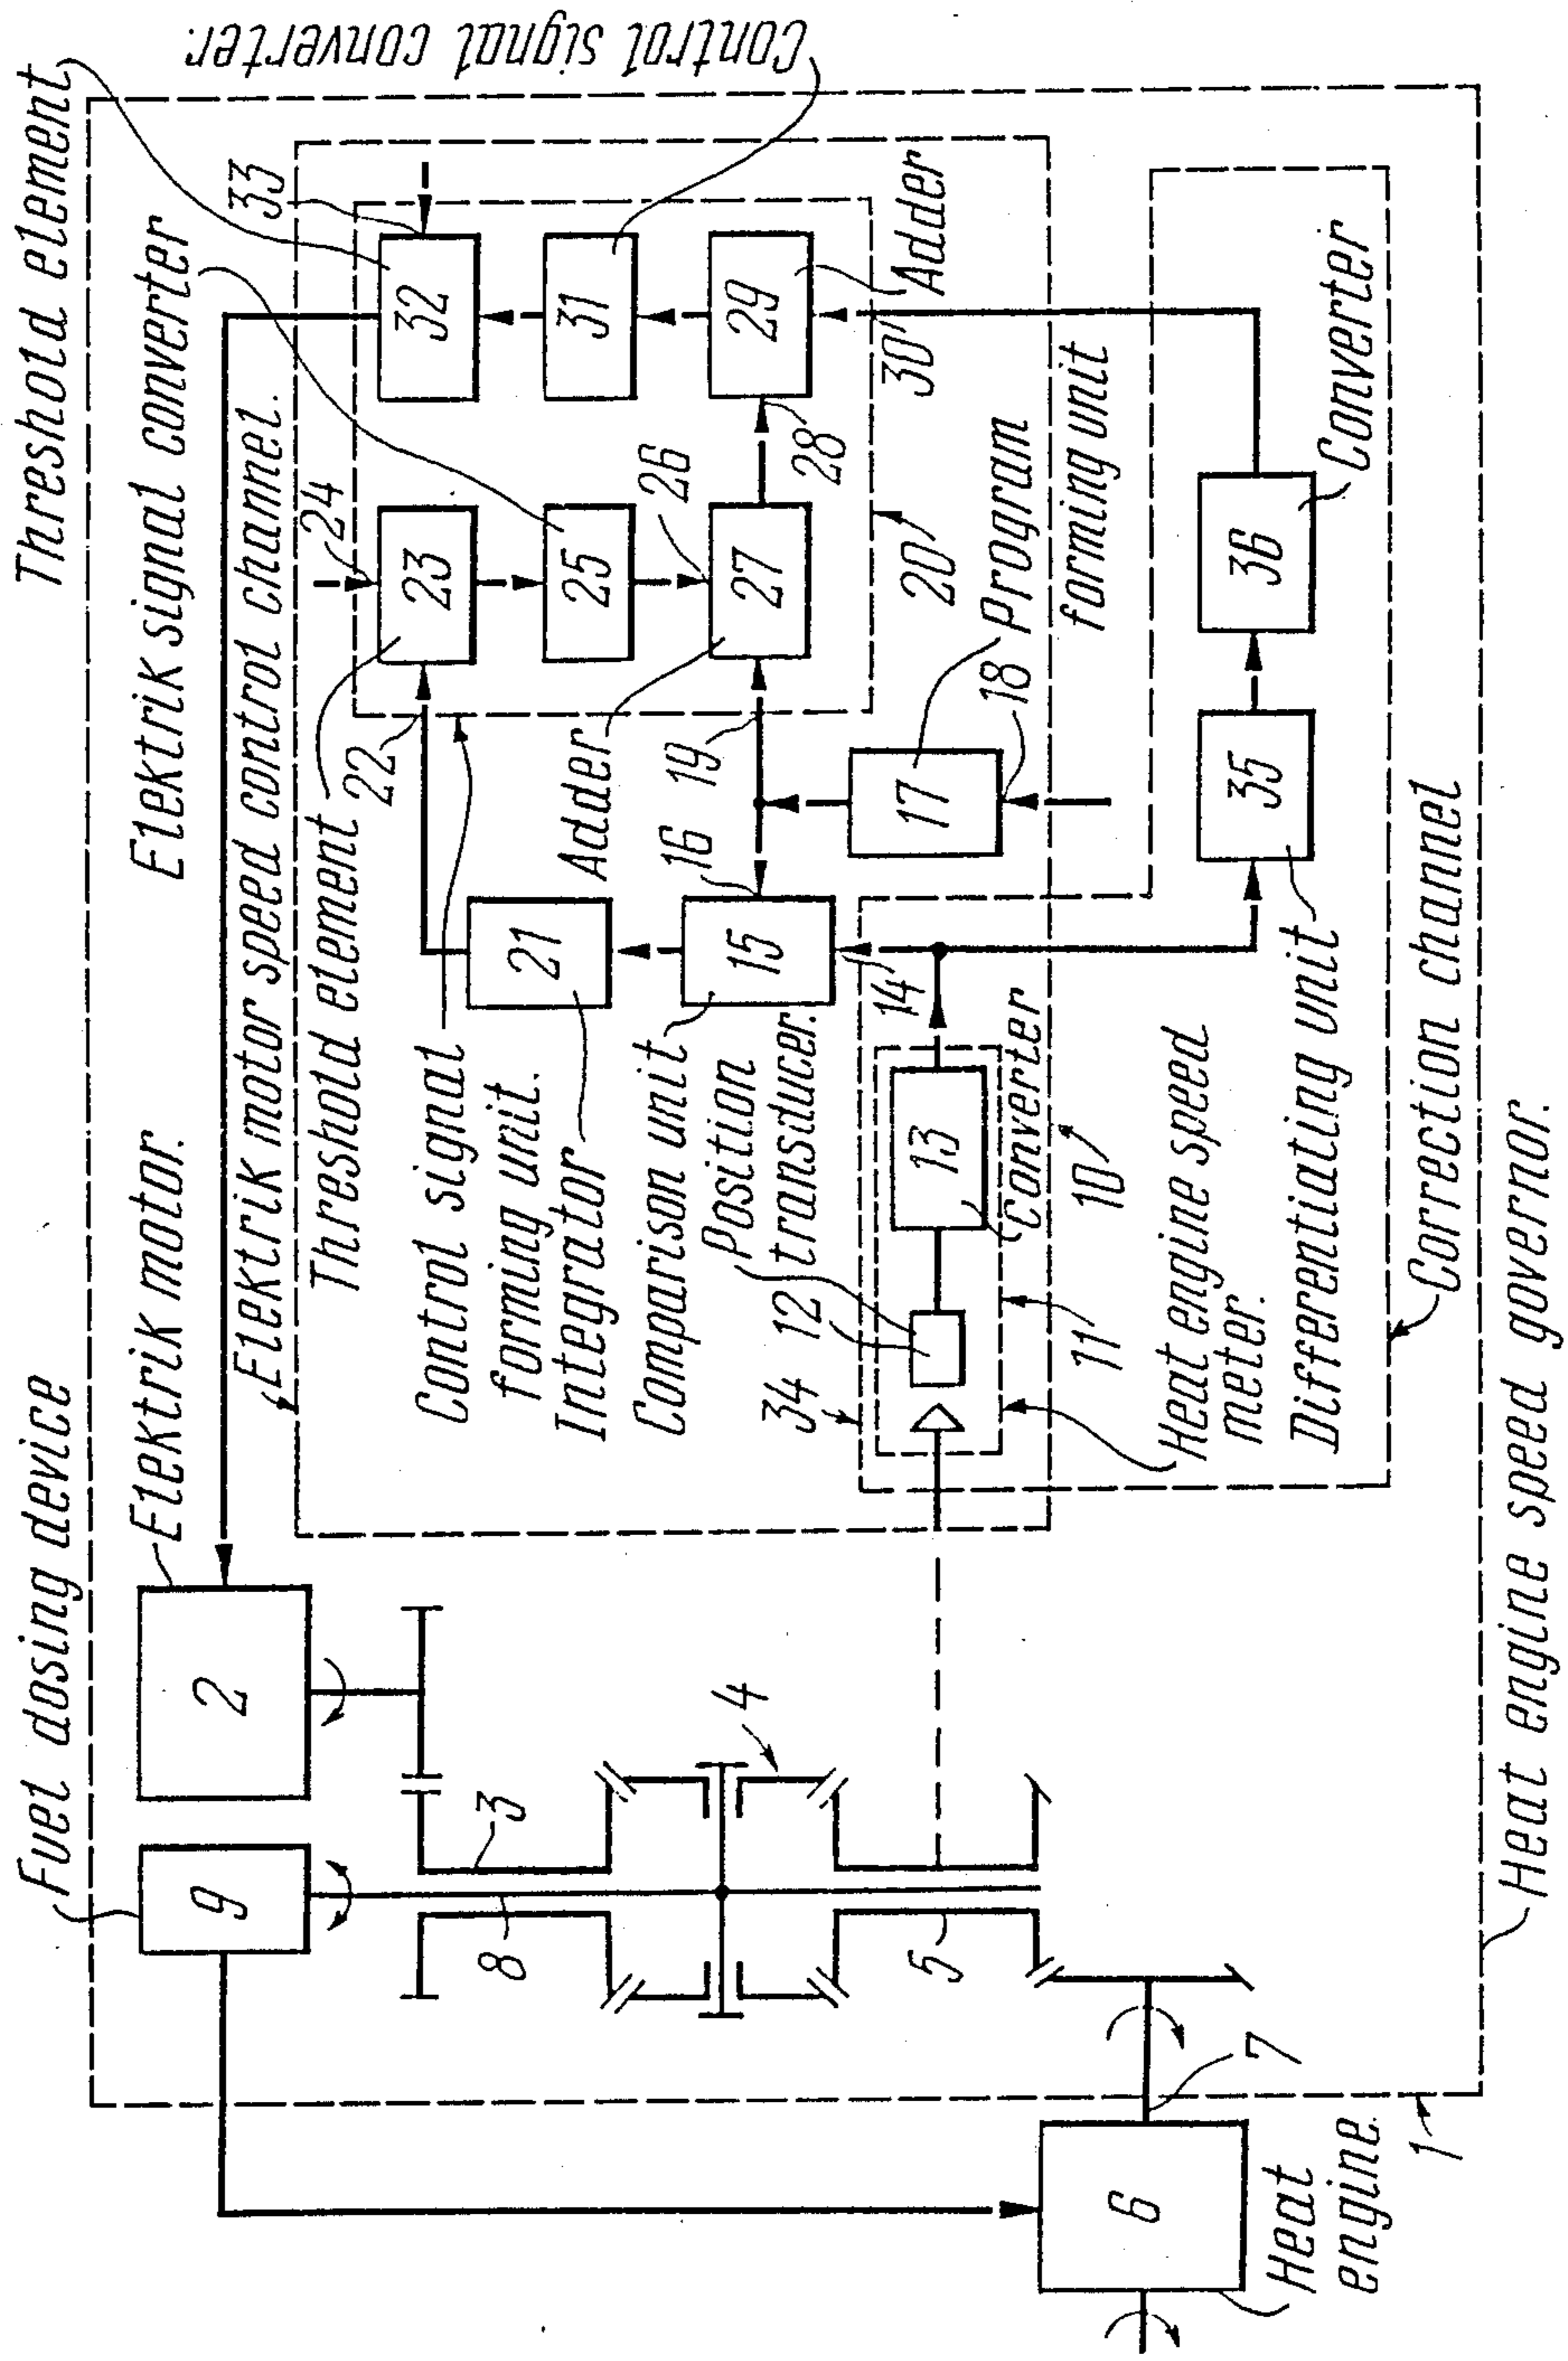 Fuel dosing device
Threshold element
Elektrik motor.
Elektrik signal converter
Control signal converter.
Elektrik motor speed control channel.
Threshold element
Control signal
forming unit.
Integrator
Adder
Comparison unit
Position
transducer.
Converter
Adder
Program
forming unit
Heat engine speed
meter.
Differentiating unit
Converter
Correction channel
Heat
engine.
Heat engine speed governor.
1
2
3
4
5
6
7
8
9
10
11
12
13
14
15
16
17
18
19
20
21
22
23
24
25
26
27
28
29
30
31
32
33
34
35
36